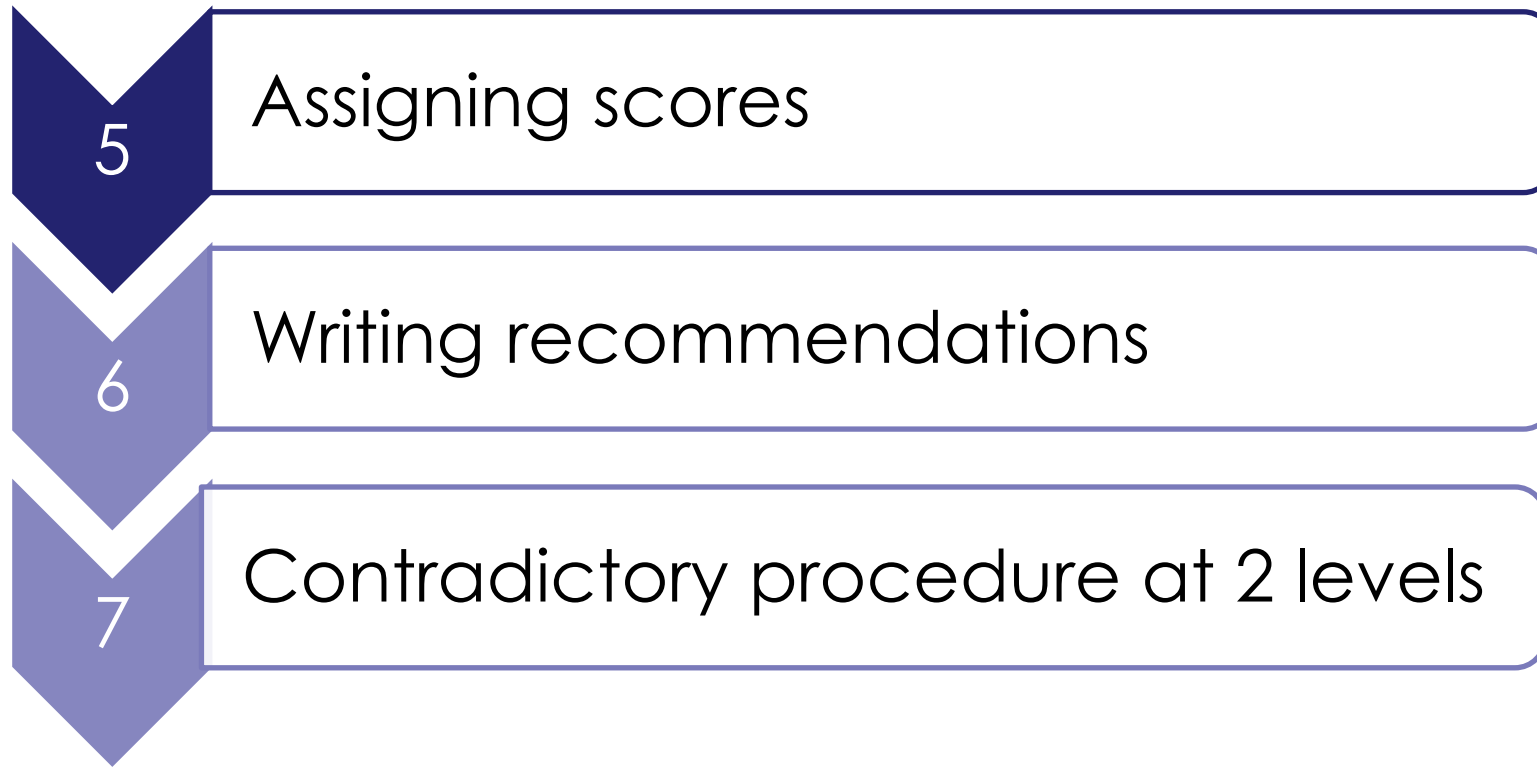 5
Assigning scores
6
Writing recommendations
7
Contradictory procedure at 2 levels